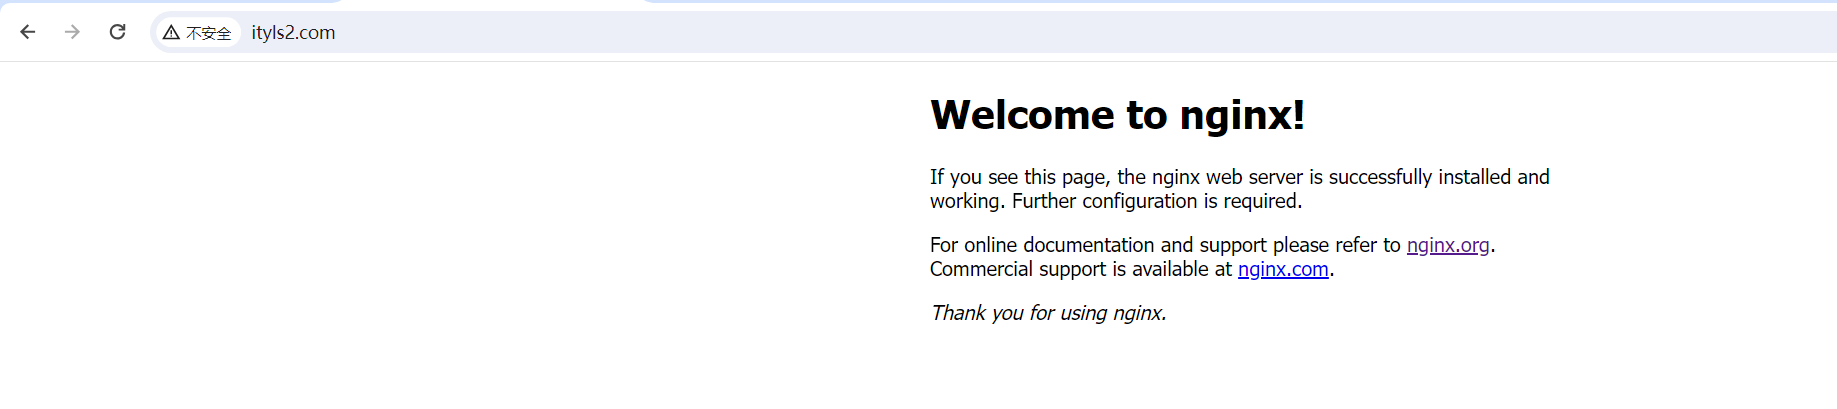 不安全 ityls2.com
Welcome to nginx!
If you see this page, the nginx web server is successfully installed and
working. Further configuration is required.
For online documentation and support please refer to nginx.org.
Commercial support is available at nginx.com.
Thank you for using nginx.